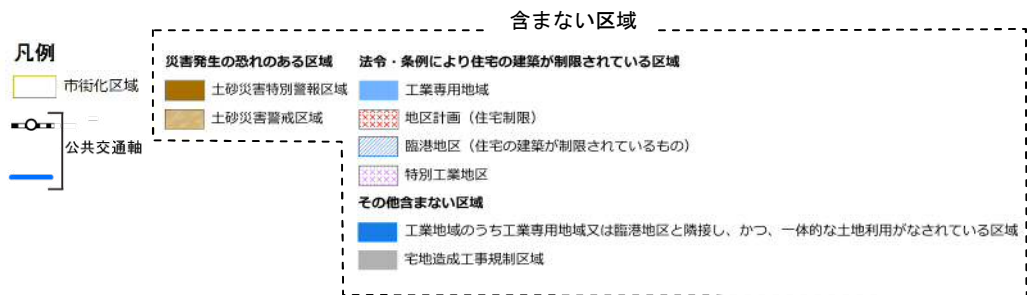 含まない区域
凡例
市街化区域
公共交通軸
災害発生の恐れのある区域
土砂災害特別警報区域
土砂災害警戒区域
法令・条例により住宅の建築が制限されている区域
工業専用地域
地区計画（住宅制限）
臨港地区（住宅の建築が制限されているもの）
特別工業地区
その他含まない区域
工業地域のうち工業専用地域又は臨港地区と隣接し、かつ、一体的な土地利用がなされている区域
宅地造成工事規制区域